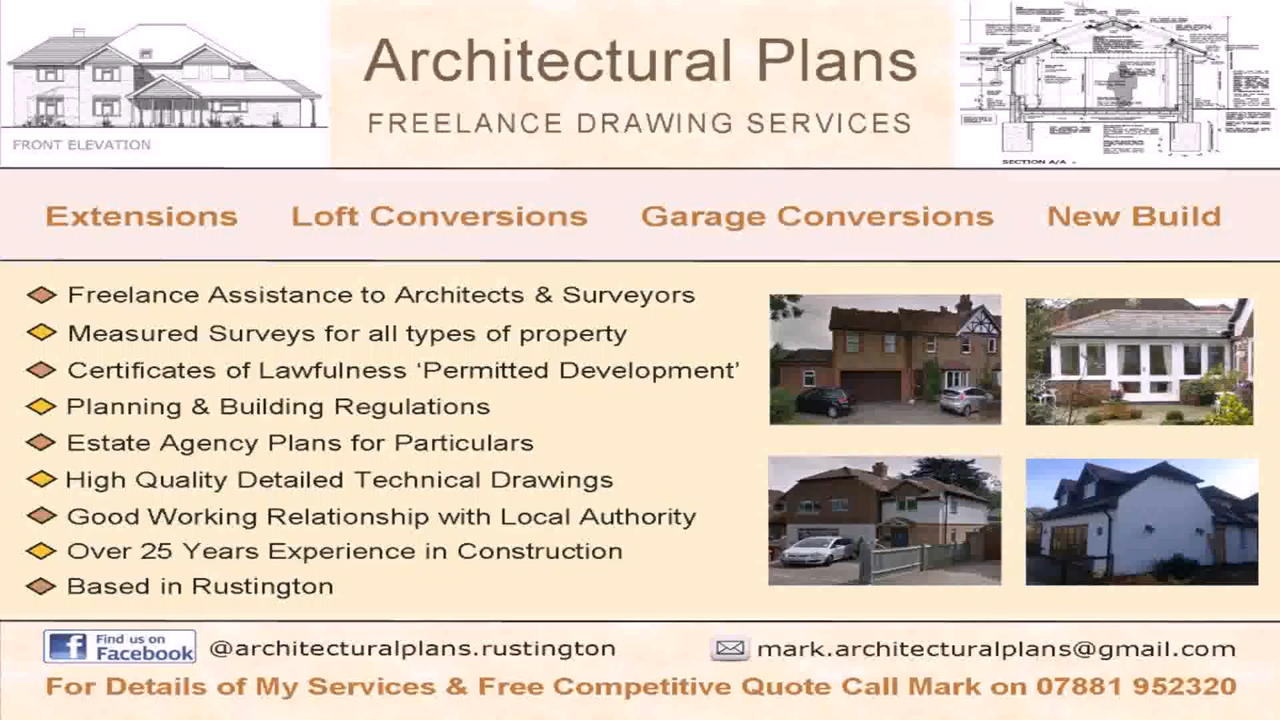 Architectural Plans
FREELANCE DRAWING SERVICES
FRONT ELEVATION
SECTION A/A
Extensions Loft Conversions Garage Conversions New Build
Freelance Assistance to Architects & Surveyors
Measured Surveys for all types of property
Certificates of Lawfulness ‘Permitted Development’
Planning & Building Regulations
Estate Agency Plans for Particulars
High Quality Detailed Technical Drawings
Good Working Relationship with Local Authority
Over 25 Years Experience in Construction
Based in Rustington
Find us on
Facebook
@architecturalplans.rustington
mark.architecturalplans@gmail.com
For Details of My Services & Free Competitive Quote Call Mark on 07881 952320